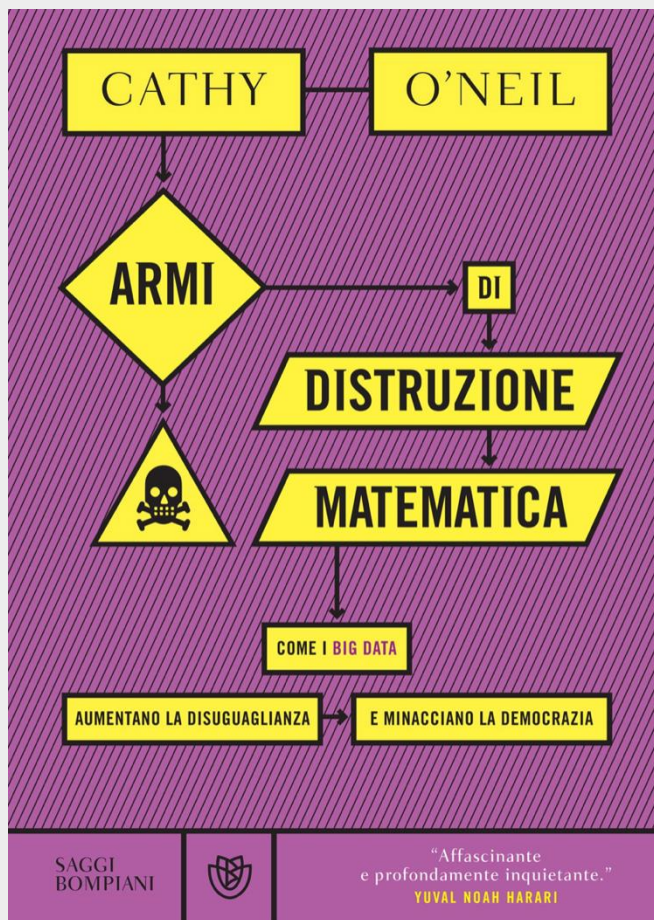 CATHY O'NEIL
ARMI
DI
DISTRUZIONE
MATEMATICA
COME I BIG DATA
AUMENTANO LA DISUGUAGLIANZA
E MINACCIANO LA DEMOCRAZIA
SAGGI
BOMPIANI
“Affascinante
e profondamente inquietante.”
YUVAL NOAH HARARI